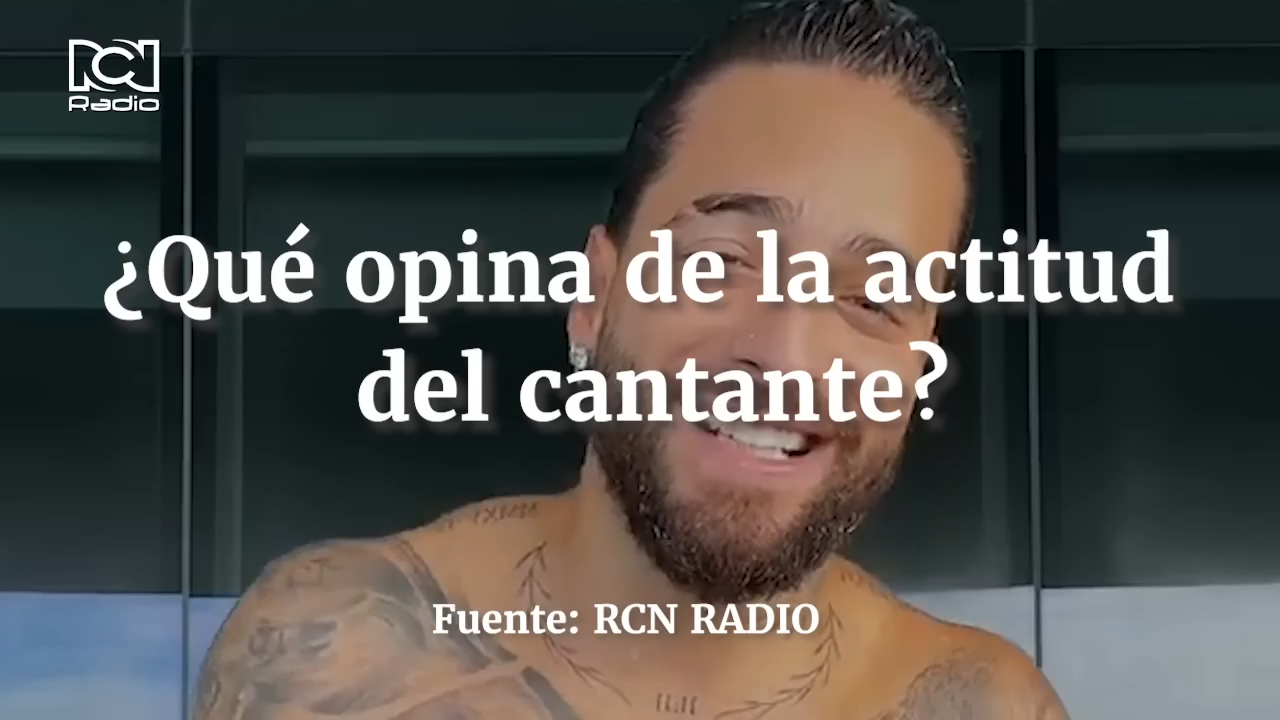 RCN
Radio
¿Qué opina de la actitud
del cantante?
Fuente: RCN RADIO